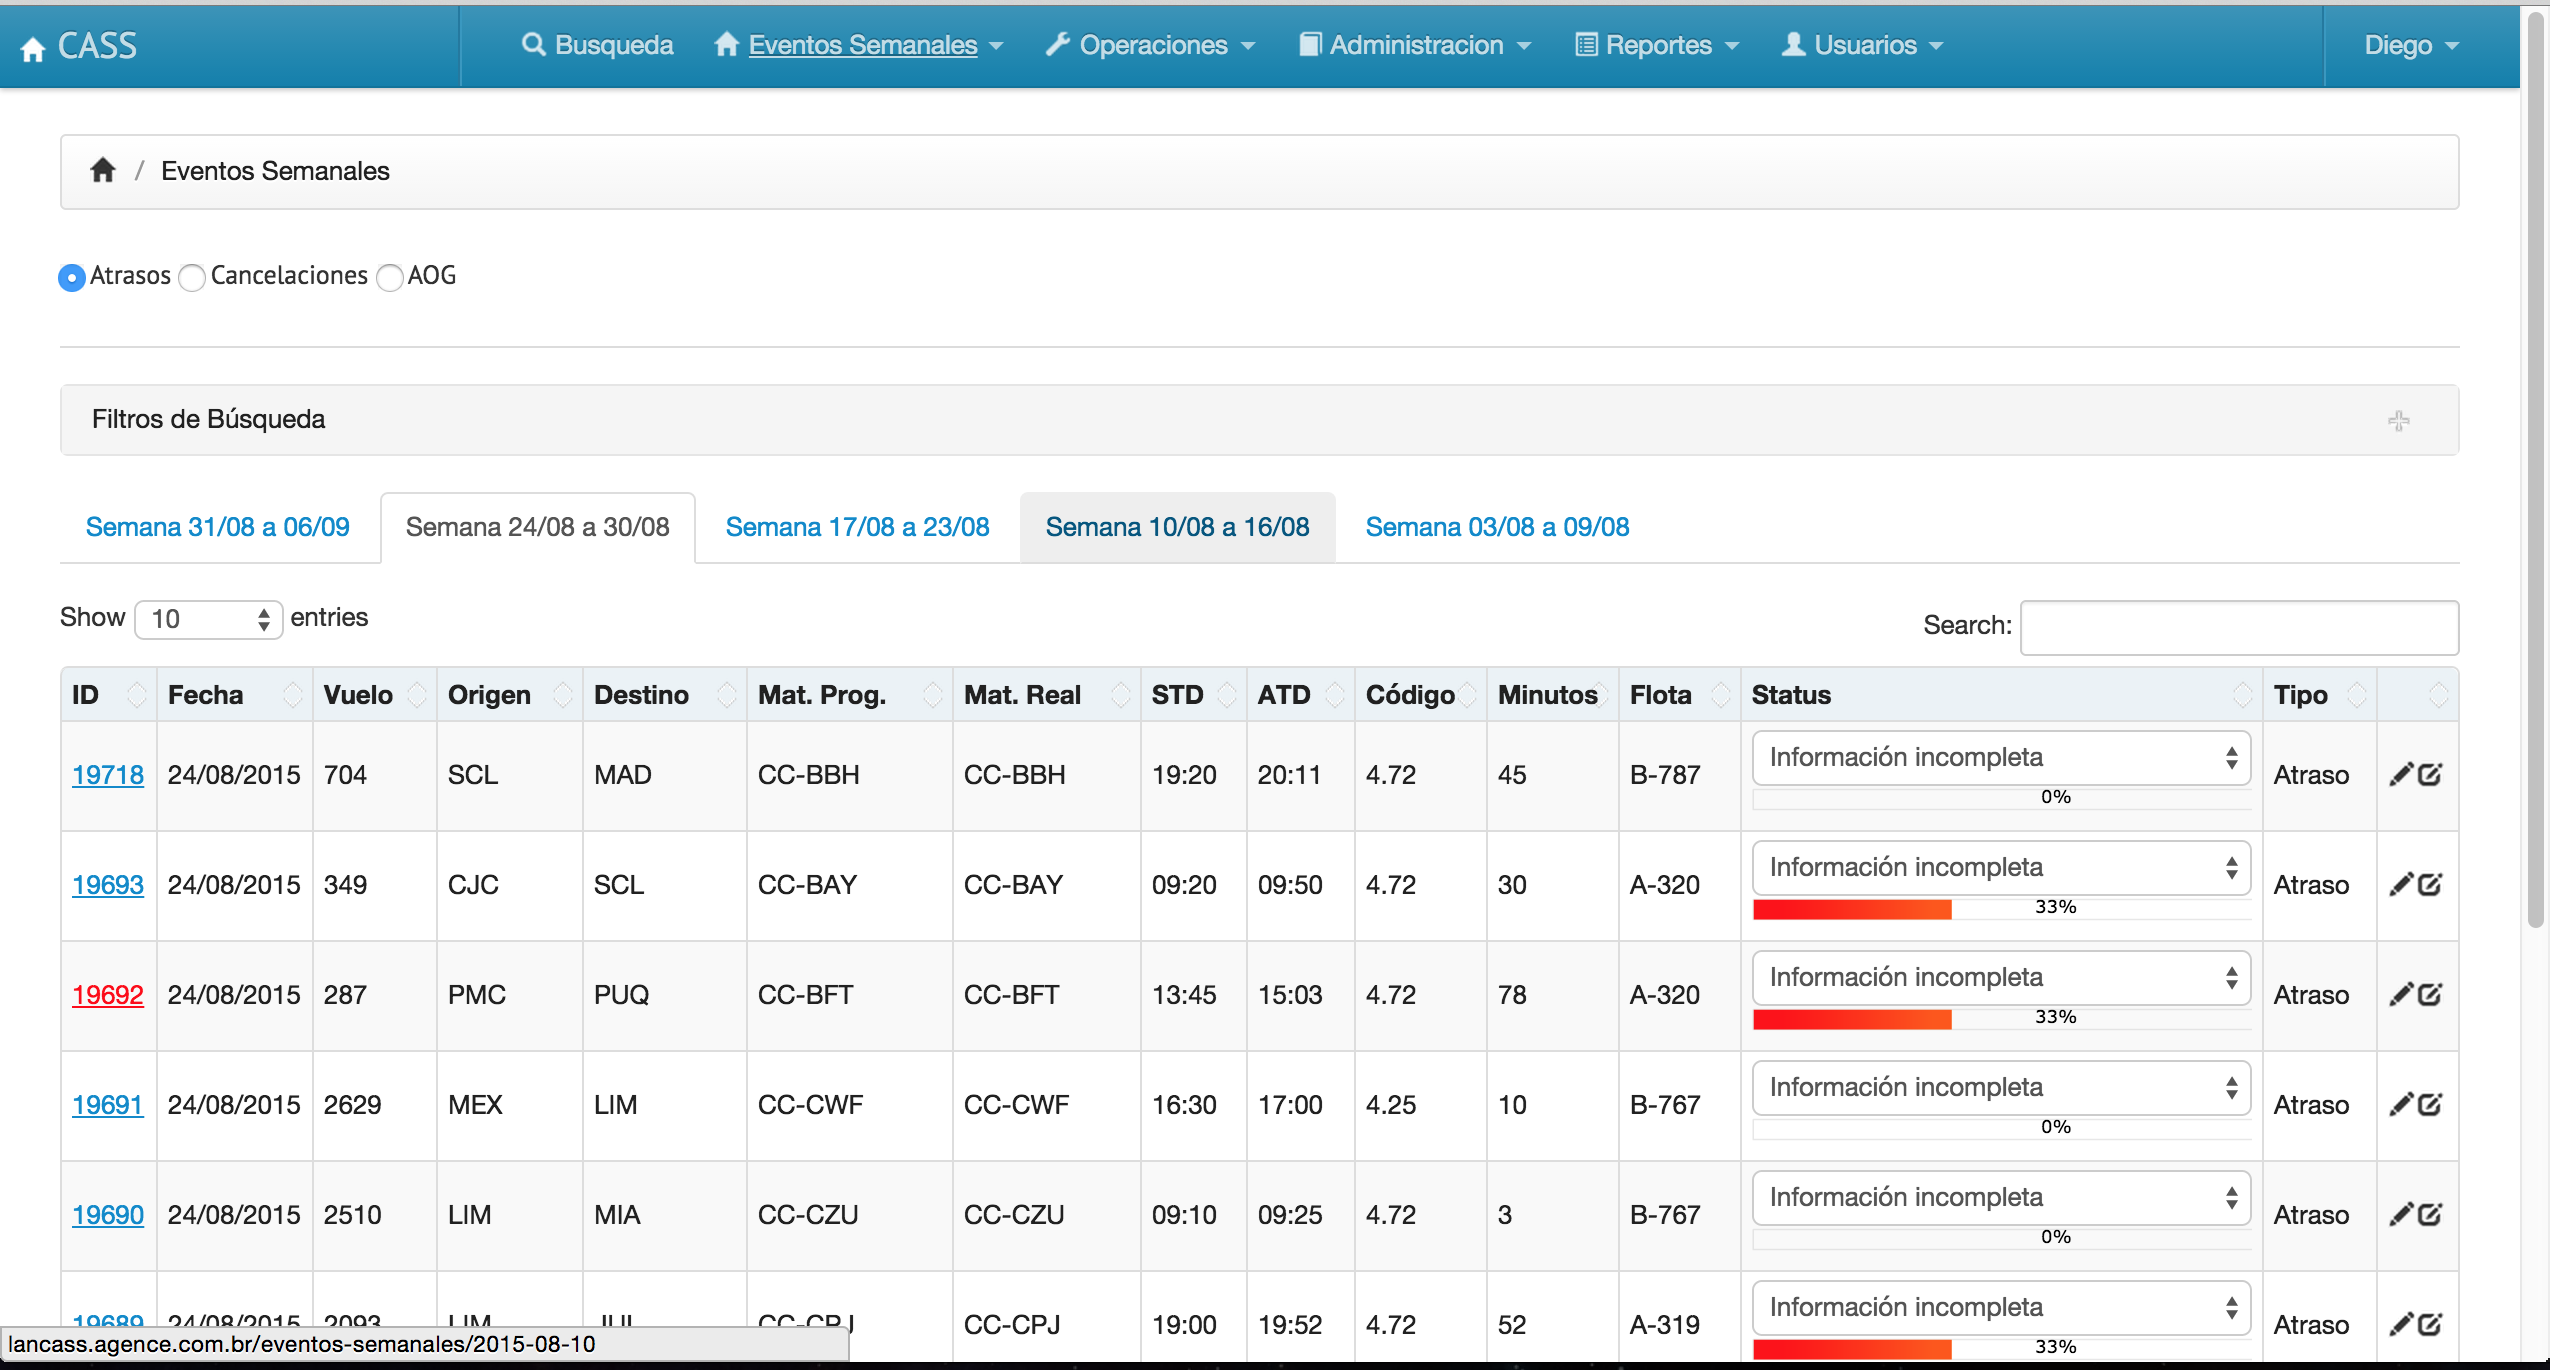 CASS Busqueda Eventos Semanales Operaciones Administracion Reportes Usuarios Diego
/ Eventos Semanales
Atrasos Cancelaciones AOG
Filtros de Búsqueda
Semana 31/08 a 06/09 Semana 24/08 a 30/08 Semana 17/08 a 23/08 Semana 10/08 a 16/08 Semana 03/08 a 09/08
Show 10 entries Search:
ID Fecha Vuelo Origen Destino Mat. Prog. Mat. Real STD ATD Código Minutos Flota Status Tipo
19718 24/08/2015 704 SCL MAD CC-BBH CC-BBH 19:20 20:11 4.72 45 B-787 Información incompleta Atraso
0%
19693 24/08/2015 349 CJC SCL CC-BAY CC-BAY 09:20 09:50 4.72 30 A-320 Información incompleta Atraso
33%
19692 24/08/2015 287 PMC PUQ CC-BFT CC-BFT 13:45 15:03 4.72 78 A-320 Información incompleta Atraso
33%
19691 24/08/2015 2629 MEX LIM CC-CWF CC-CWF 16:30 17:00 4.25 10 B-767 Información incompleta Atraso
0%
19690 24/08/2015 2510 LIM MIA CC-CZU CC-CZU 09:10 09:25 4.72 3 B-767 Información incompleta Atraso
0%
19689 24/08/2015 2093 LIM JUL CC-CPJ CC-CPJ 19:00 19:52 4.72 52 A-319 Información incompleta Atraso
33%
lancass.agence.com.br/eventos-semanales/2015-08-10